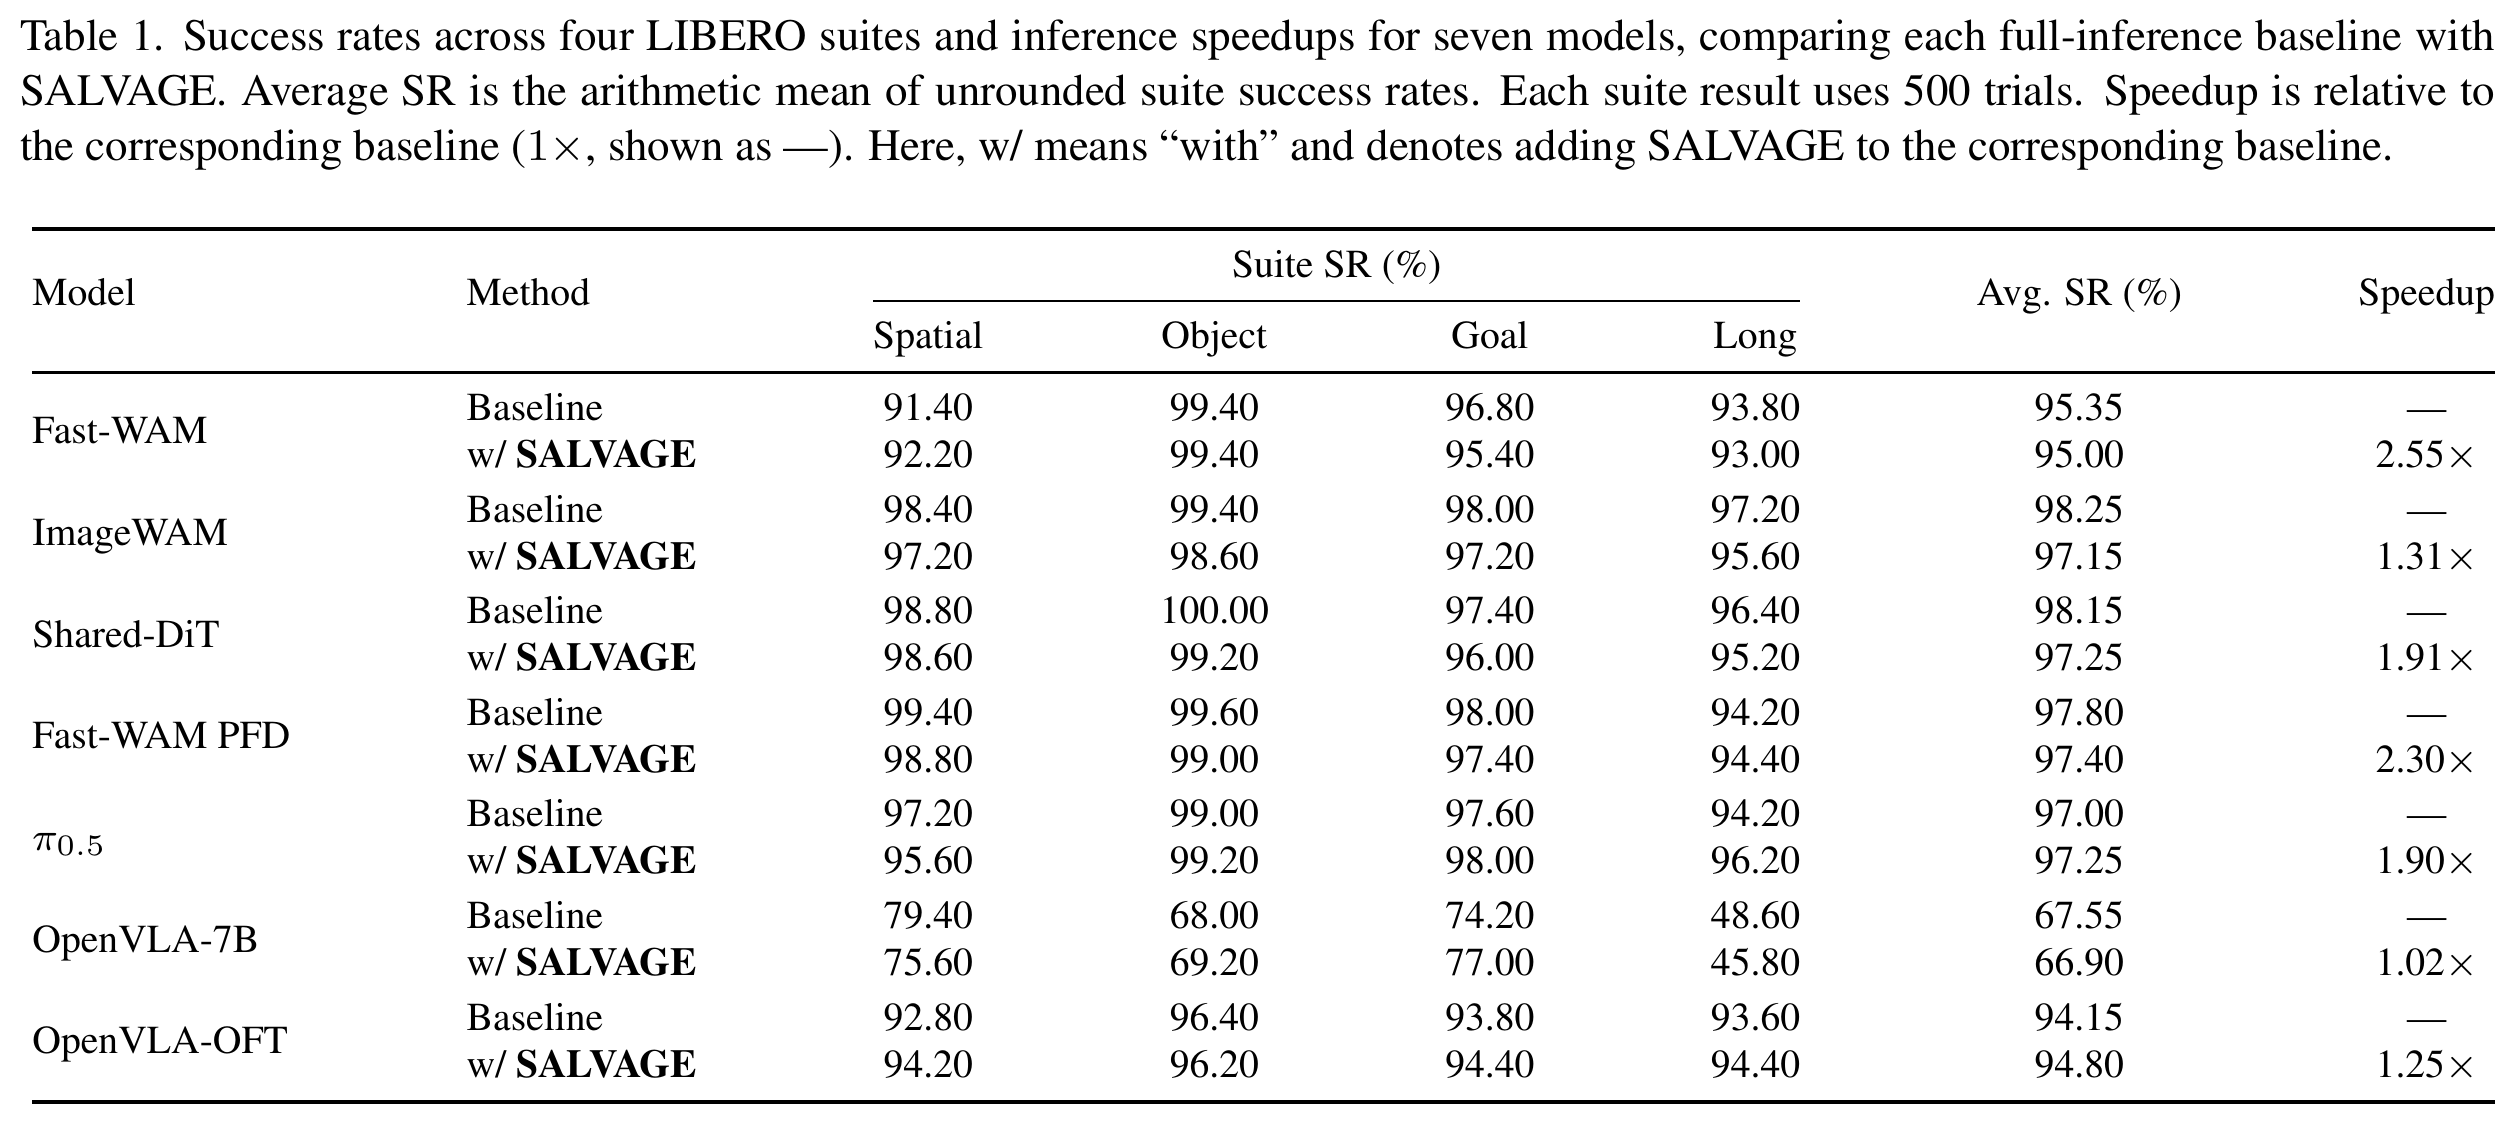 Table 1. Success rates across four LIBERO suites and inference speedups for seven models, comparing each full-inference baseline with
SALVAGE. Average SR is the arithmetic mean of unrounded suite success rates. Each suite result uses 500 trials. Speedup is relative to
the corresponding baseline (1×, shown as —). Here, w/ means “with” and denotes adding SALVAGE to the corresponding baseline.
Model Method Suite SR (%) Avg. SR (%) Speedup
Spatial Object Goal Long
Fast-WAM
Baseline 91.40 99.40 96.80 93.80 95.35 —
w/ SALVAGE 92.20 99.40 95.40 93.00 95.00 2.55×
ImageWAM
Baseline 98.40 99.40 98.00 97.20 98.25 —
w/ SALVAGE 97.20 98.60 97.20 95.60 97.15 1.31×
Shared-DiT
Baseline 98.80 100.00 97.40 96.40 98.15 —
w/ SALVAGE 98.60 99.20 96.00 95.20 97.25 1.91×
Fast-WAM PFD
Baseline 99.40 99.60 98.00 94.20 97.80 —
w/ SALVAGE 98.80 99.00 97.40 94.40 97.40 2.30×
π0.5
Baseline 97.20 99.00 97.60 94.20 97.00 —
w/ SALVAGE 95.60 99.20 98.00 96.20 97.25 1.90×
OpenVLA-7B
Baseline 79.40 68.00 74.20 48.60 67.55 —
w/ SALVAGE 75.60 69.20 77.00 45.80 66.90 1.02×
OpenVLA-OFT
Baseline 92.80 96.40 93.80 93.60 94.15 —
w/ SALVAGE 94.20 96.20 94.40 94.40 94.80 1.25×